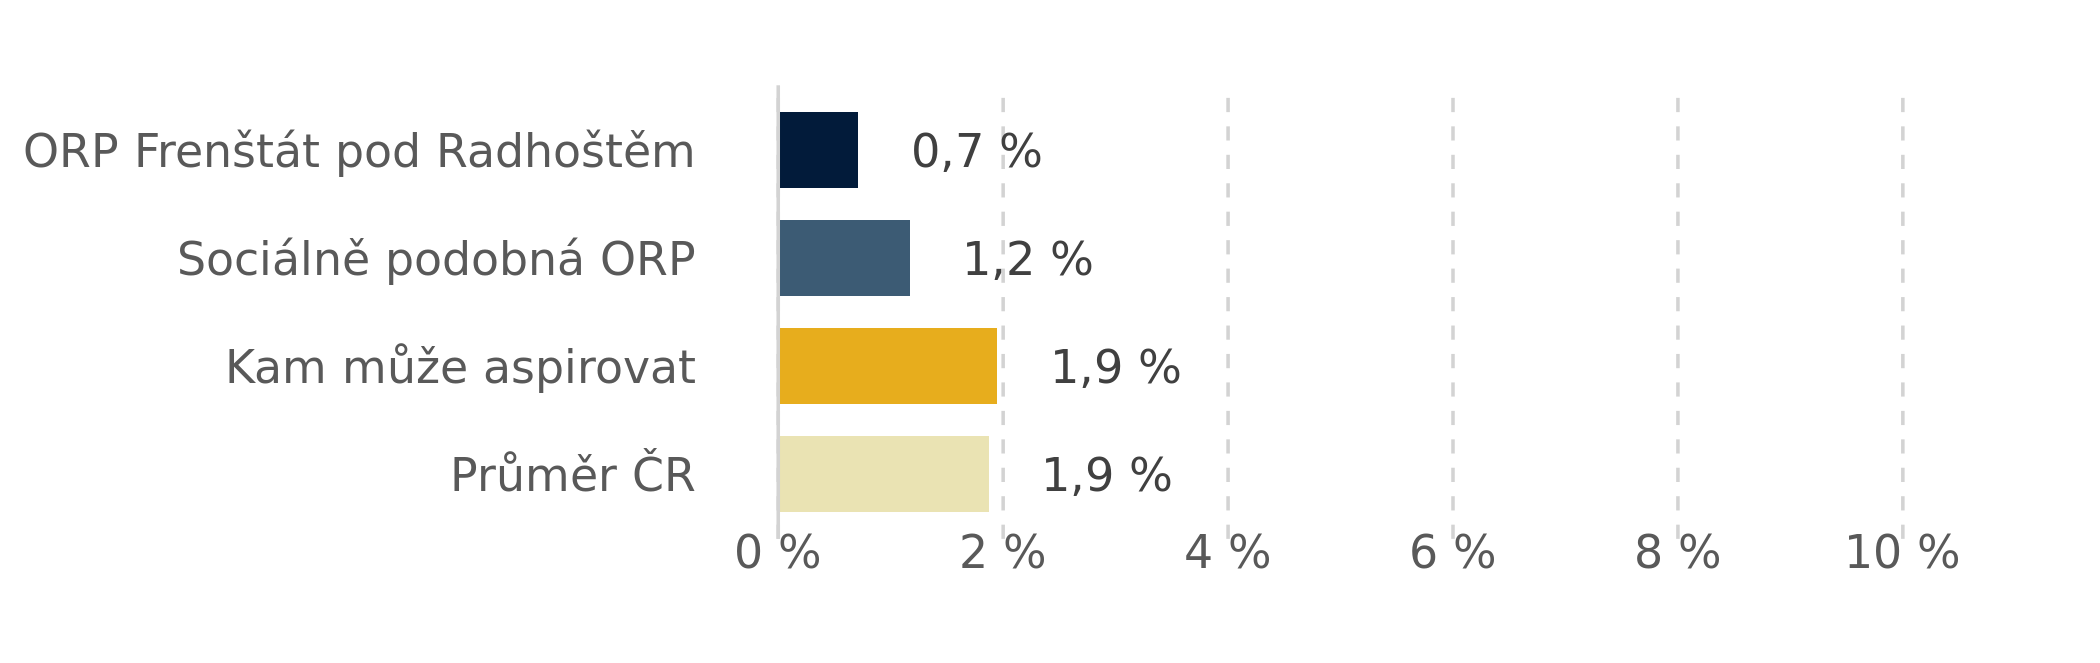 ORP Frenštát pod Radhoštěm 0,7 %
Sociálně podobná ORP 1,2 %
Kam může aspirovat 1,9 %
Průměr ČR 1,9 %
0 % 2 % 4 % 6 % 8 % 10 %